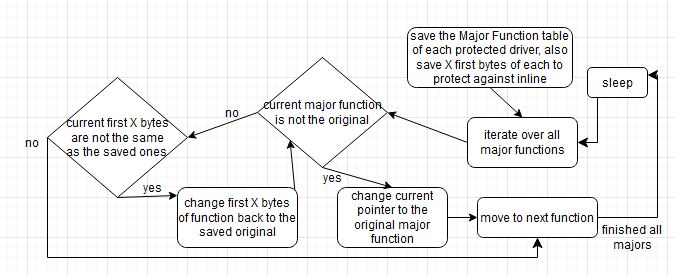 save the Major Function table
of each protected driver, also
save X first bytes of each to
protect against inline
sleep
iterate over all
major functions
current major function
is not the original
no
current first X bytes
are not the same
as the saved ones
no
yes
change first X bytes
of function back to the
saved original
yes
change current
pointer to the
original major
function
move to next function
finished all
majors